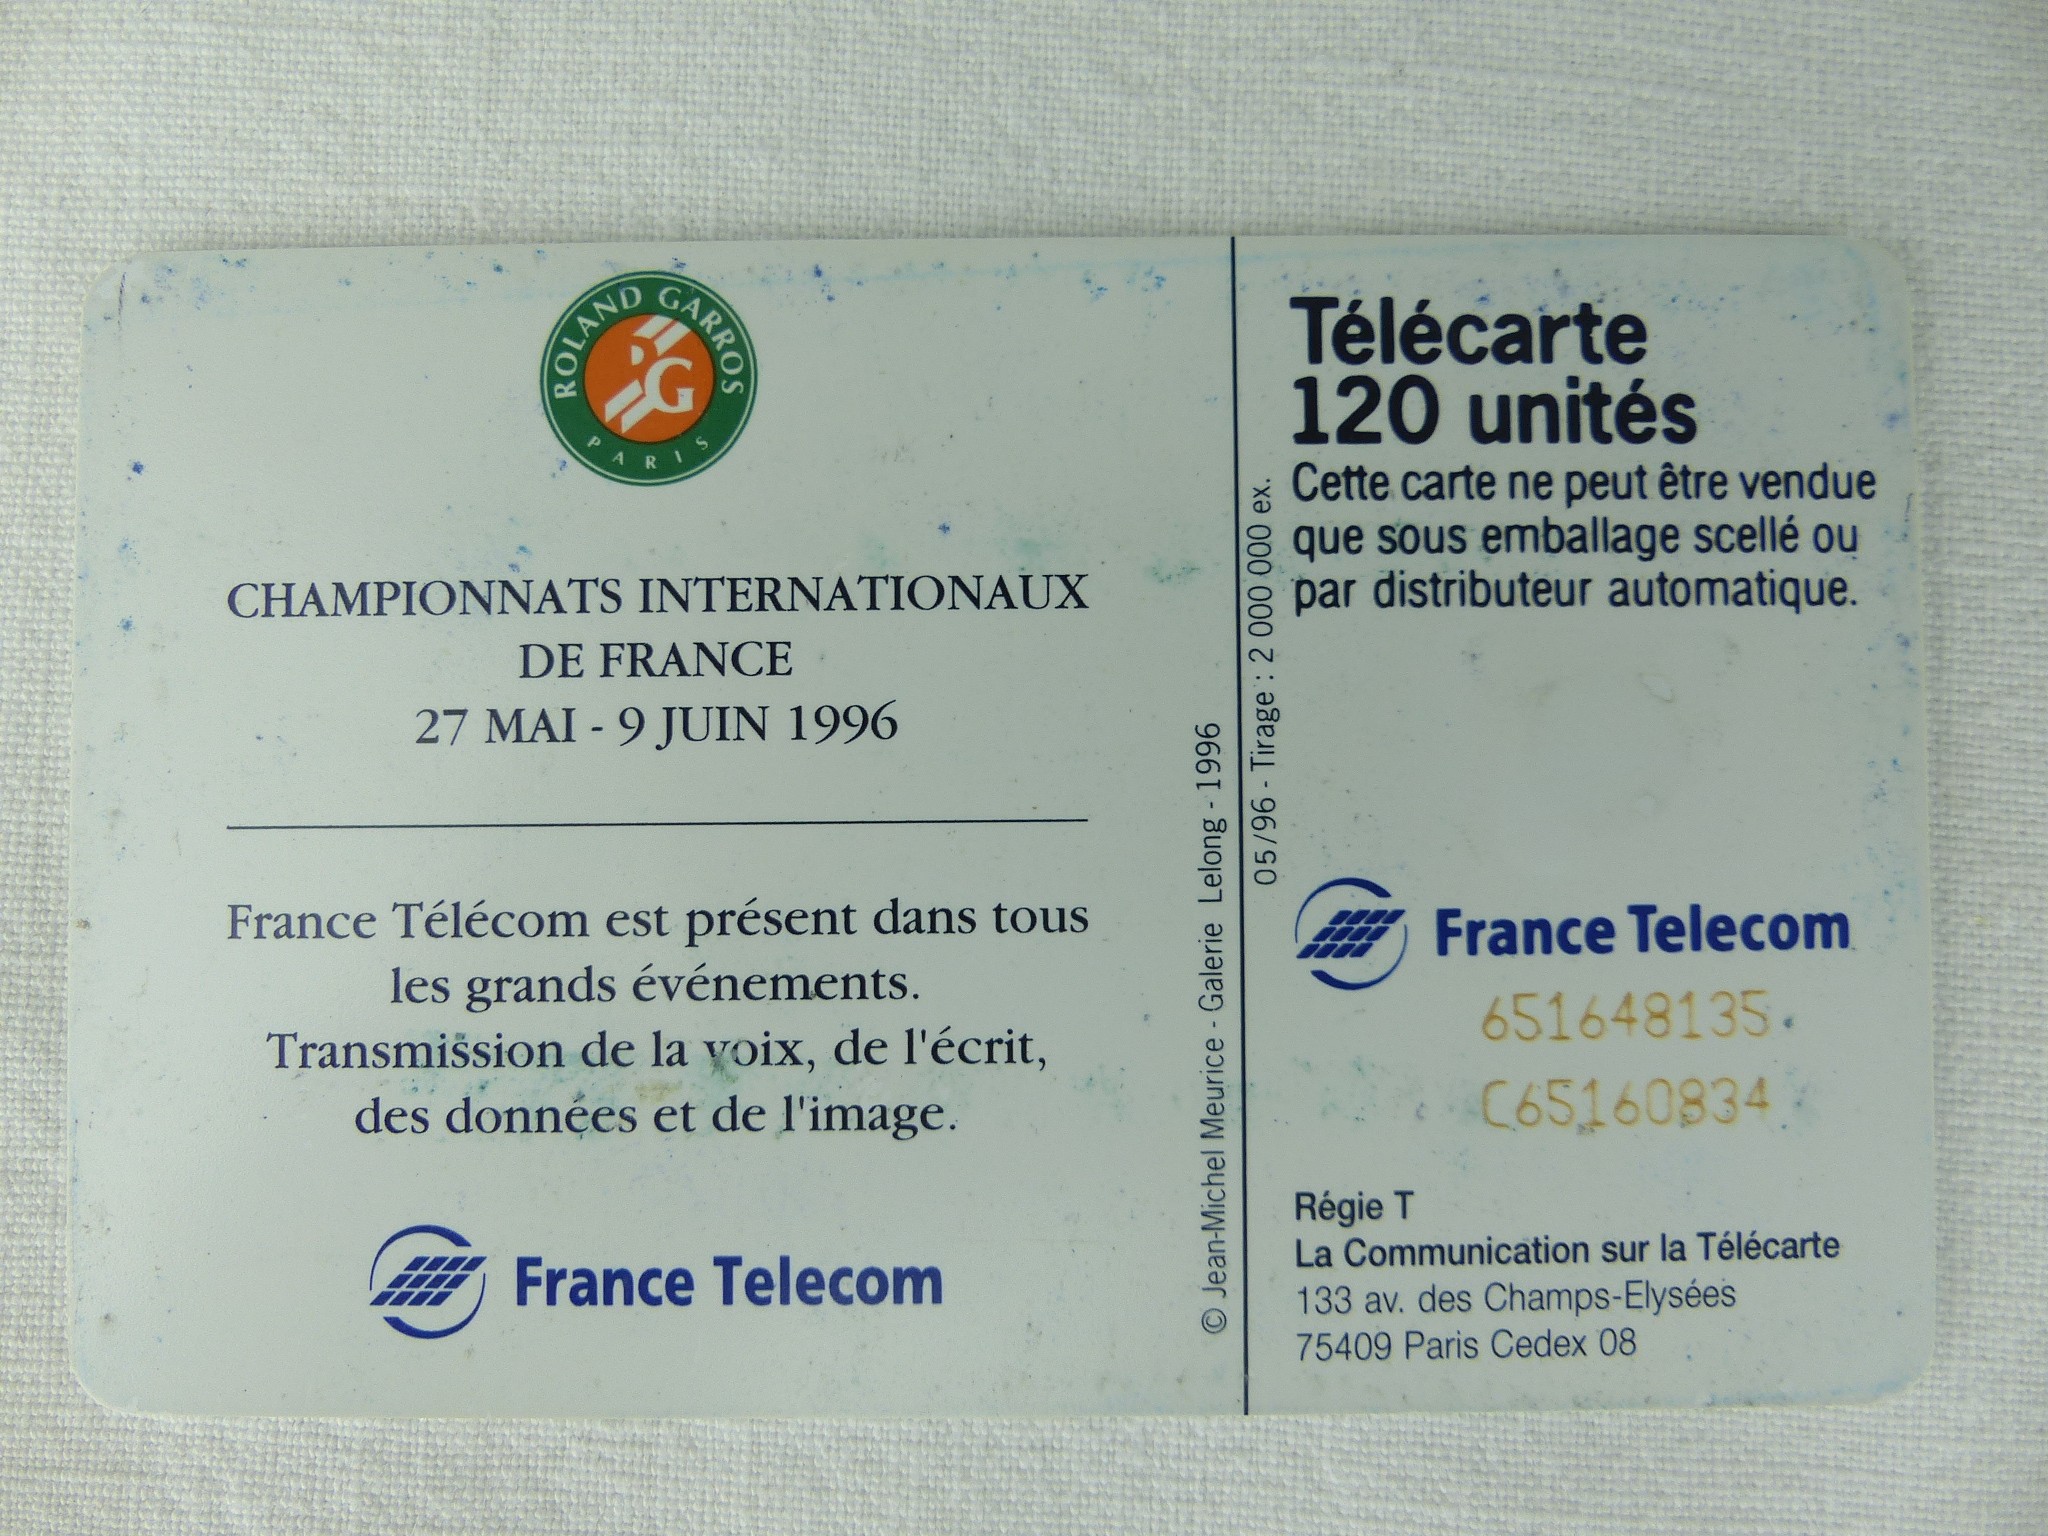 ROLAND GARROS
RG
PARIS
CHAMPIONNATS INTERNATIONAUX
DE FRANCE
27 MAI - 9 JUIN 1996
France Télécom est présent dans tous
les grands événements.
Transmission de la voix, de l'écrit,
des données et de l'image.
France Telecom
© Jean-Michel Meurice - Galerie Lelong - 1996
05/96 - Tirage : 2 000 000 ex.
Télécarte
120 unités
Cette carte ne peut être vendue
que sous emballage scellé ou
par distributeur automatique.
France Telecom
651648135
C65160834
Régie T
La Communication sur la Télécarte
133 av. des Champs-Elysées
75409 Paris Cedex 08